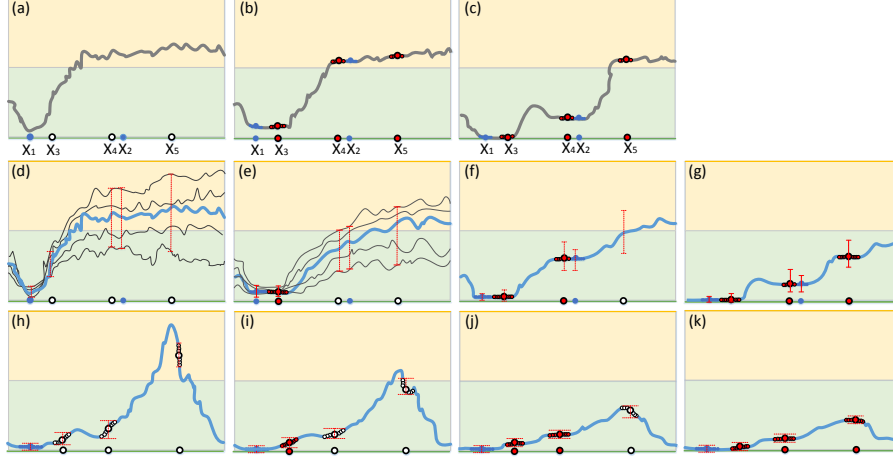 (a) (b) (c)
X1 X3 X4 X2 X5 X1 X3 X4 X2 X5 X1 X3 X4 X2 X5
(d) (e) (f) (g)
(h) (i) (j) (k)